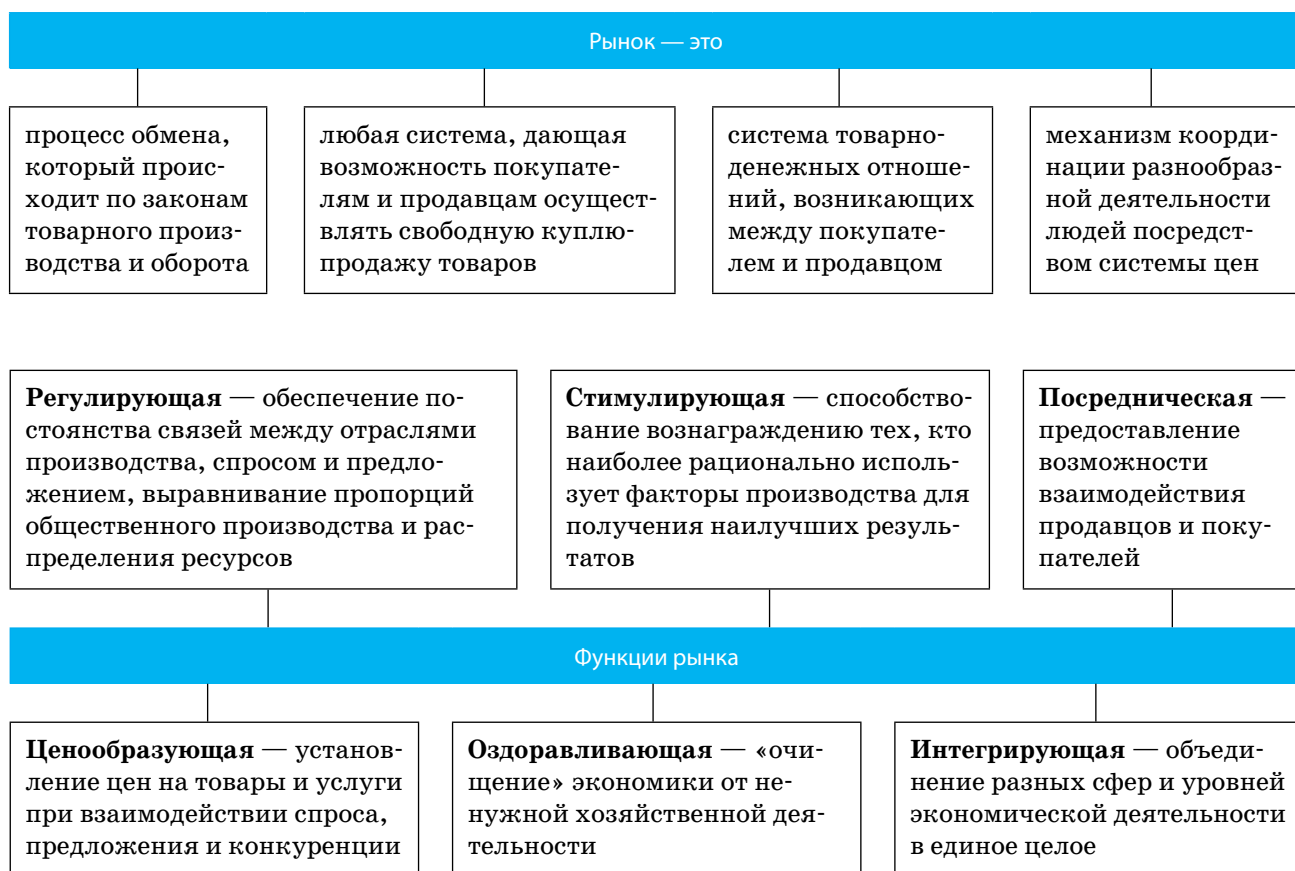 Рынок — это
процесс обмена,
который проис-
ходит по законам
товарного произ-
водства и оборота
любая система, дающая
возможность покупате-
лям и продавцам осущест-
влять свободную куплю-
продажу товаров
система товарно-
денежных отноше-
ний, возникающих
между покупате-
лем и продавцом
механизм коорди-
нации разнообраз-
ной деятельности
людей посредст-
вом системы цен
Регулирующая — обеспечение по-
стоянства связей между отраслями
производства, спросом и предло-
жением, выравнивание пропорций
общественного производства и рас-
пределения ресурсов
Стимулирующая — способство-
вание вознаграждению тех, кто
наиболее рационально исполь-
зует факторы производства для
получения наилучших резуль-
татов
Посредническая —
предоставление
возможности
взаимодействия
продавцов и поку-
пателей
Функции рынка
Ценообразующая — установ-
ление цен на товары и услуги
при взаимодействии спроса,
предложения и конкуренции
Оздоравливающая — «очи-
щение» экономики от не-
нужной хозяйственной дея-
тельности
Интегрирующая — объеди-
нение разных сфер и уровней
экономической деятельности
в единое целое